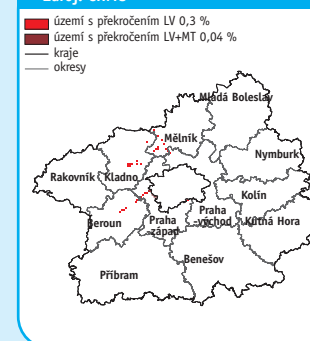 území s překročením LV 0,3 %
území s překročením LV+MT 0,04 %
kraje
okresy
Mladá Boleslav
Mělník
Nymburk
Rakovník
Kladno
Kolín
Beroun
Praha
-západ
Praha
-východ
Kutná Hora
Benešov
Příbram